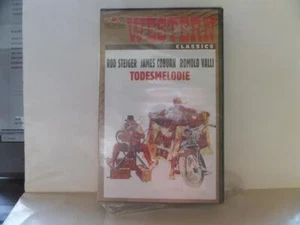 WESTERN
CLASSICS
ROD STEIGER JAMES COBURN ROMOLO VALLI
TODESMELODIE